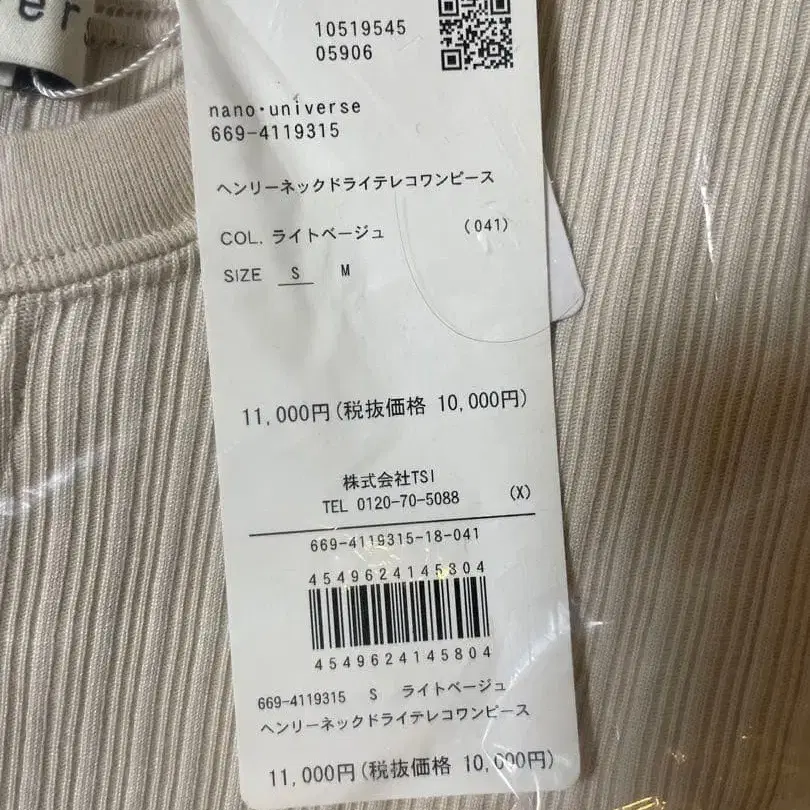 er
10519545
05906
nano・universe
669-4119315
ヘンリーネックドライテレコワンピース
COL. ライトベージュ (041)
SIZE S M
11,000円(税抜価格 10,000円)
株式会社TSI
TEL 0120-70-5088 (X)
669-4119315-18-041
4549624145804
4549624145804
669-4119315 S ライトベージュ
ヘンリーネックドライテレコワンピース
11,000円(税抜価格 10,000円)